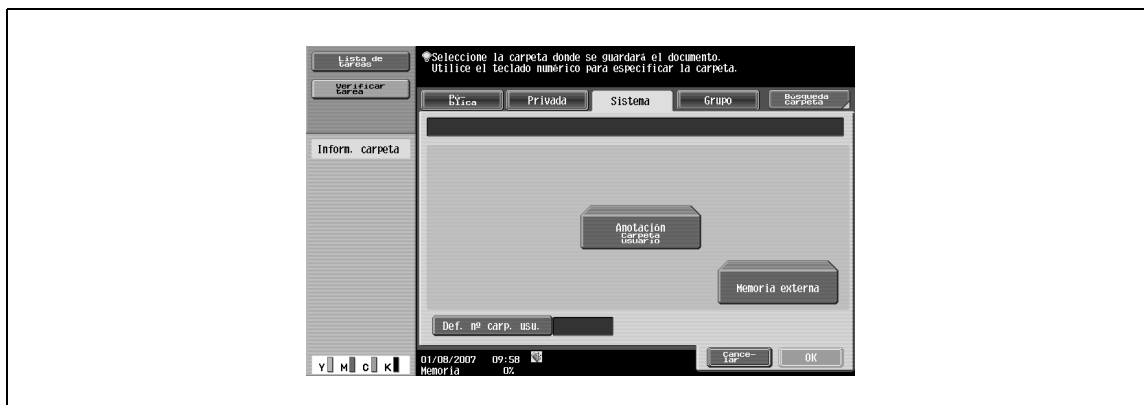 Lista de
tareas
Verificar
tarea
Inform. carpeta
Seleccione la carpeta donde se guardará el documento.
Utilice el teclado numérico para especificar la carpeta.
Pú-
blica
Privada
Sistema
Grupo
Búsqueda
carpeta
Anotación
Carpeta
usuario
Memoria externa
Def. nº carp. usu.
Cance-
lar
OK
01/08/2007 09:58
Memoria 0%
Y M C K